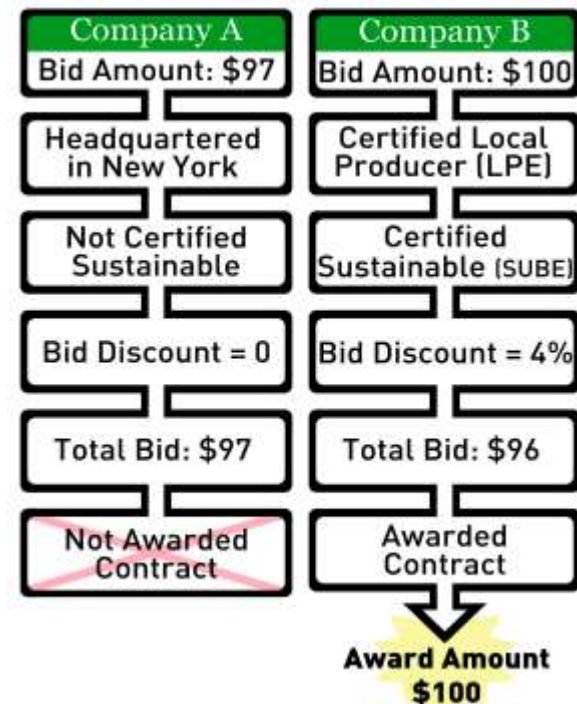 Company A
Bid Amount: $97
Headquartered
in New York
Not Certified
Sustainable
Bid Discount = 0
Total Bid: $97
Not Awarded
Contract
Company B
Bid Amount: $100
Certified Local
Producer (LPE)
Certified
Sustainable (SUBE)
Bid Discount = 4%
Total Bid: $96
Awarded
Contract
Award Amount
$100